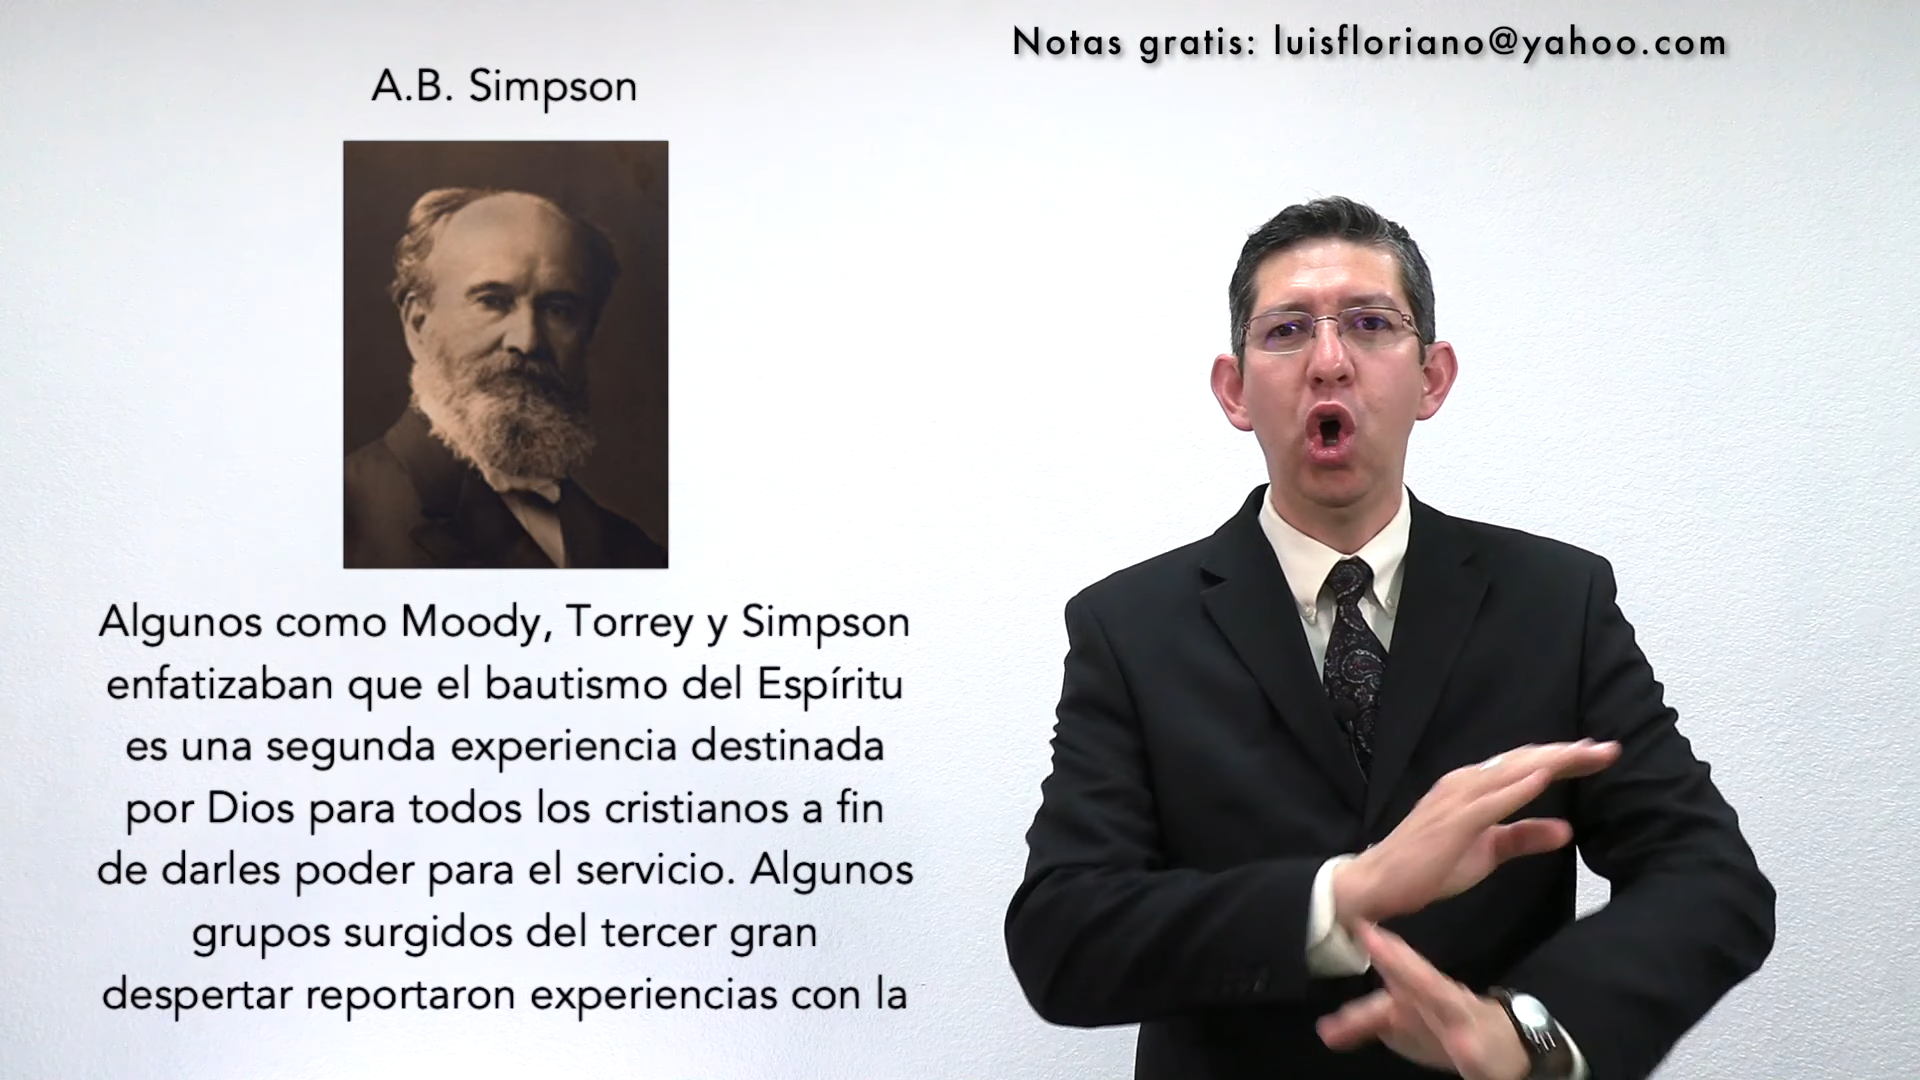 Notas gratis: luisfloriano@yahoo.com
A.B. Simpson
Algunos como Moody, Torrey y Simpson
enfatizaban que el bautismo del Espíritu
es una segunda experiencia destinada
por Dios para todos los cristianos a fin
de darles poder para el servicio. Algunos
grupos surgidos del tercer gran
despertar reportaron experiencias con la